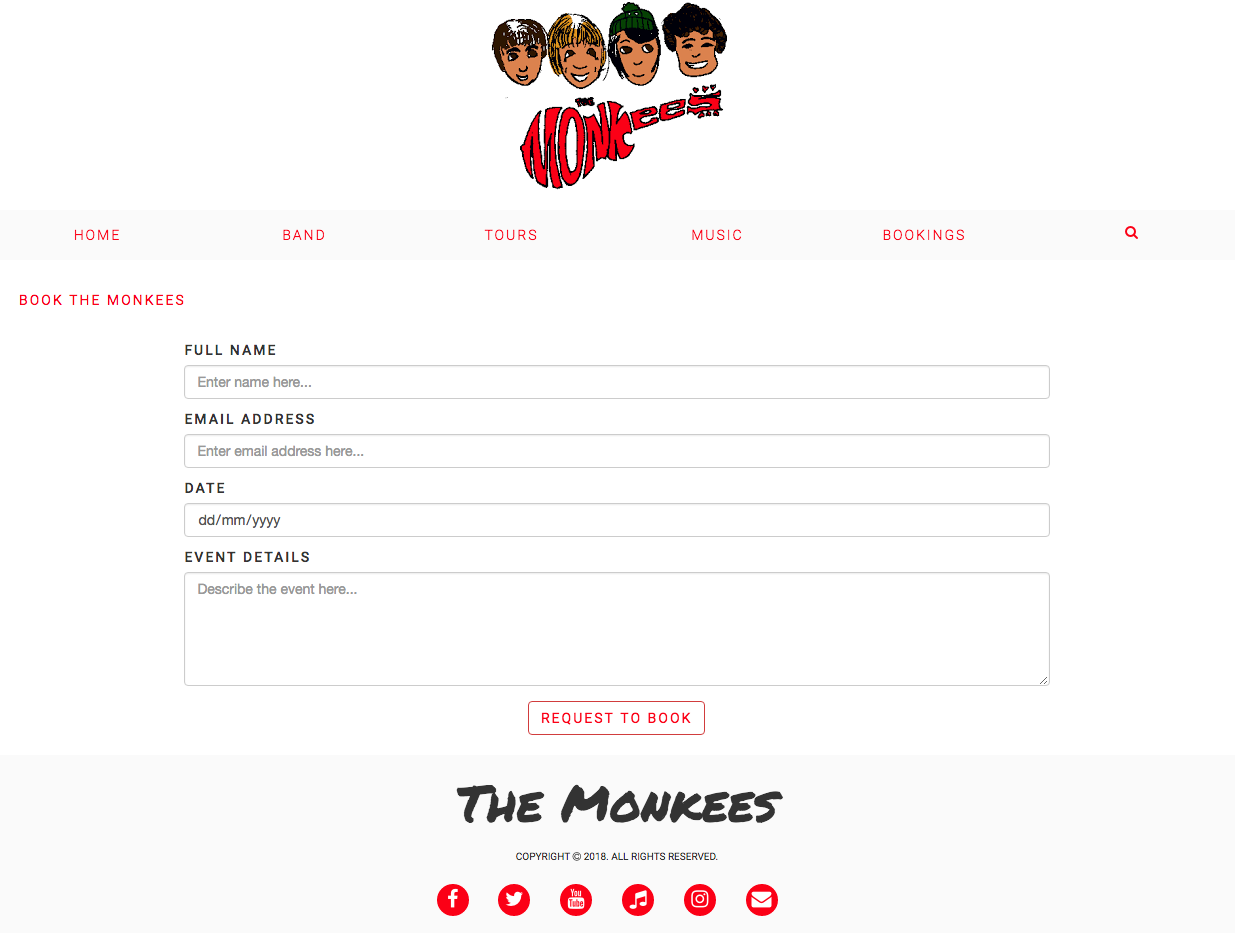 THE
MONKEES
HOME BAND TOURS MUSIC BOOKINGS
BOOK THE MONKEES
FULL NAME
Enter name here...
EMAIL ADDRESS
Enter email address here...
DATE
dd/mm/yyyy
EVENT DETAILS
Describe the event here...
REQUEST TO BOOK
THE MONKEES
COPYRIGHT © 2018. ALL RIGHTS RESERVED.
You
Tube